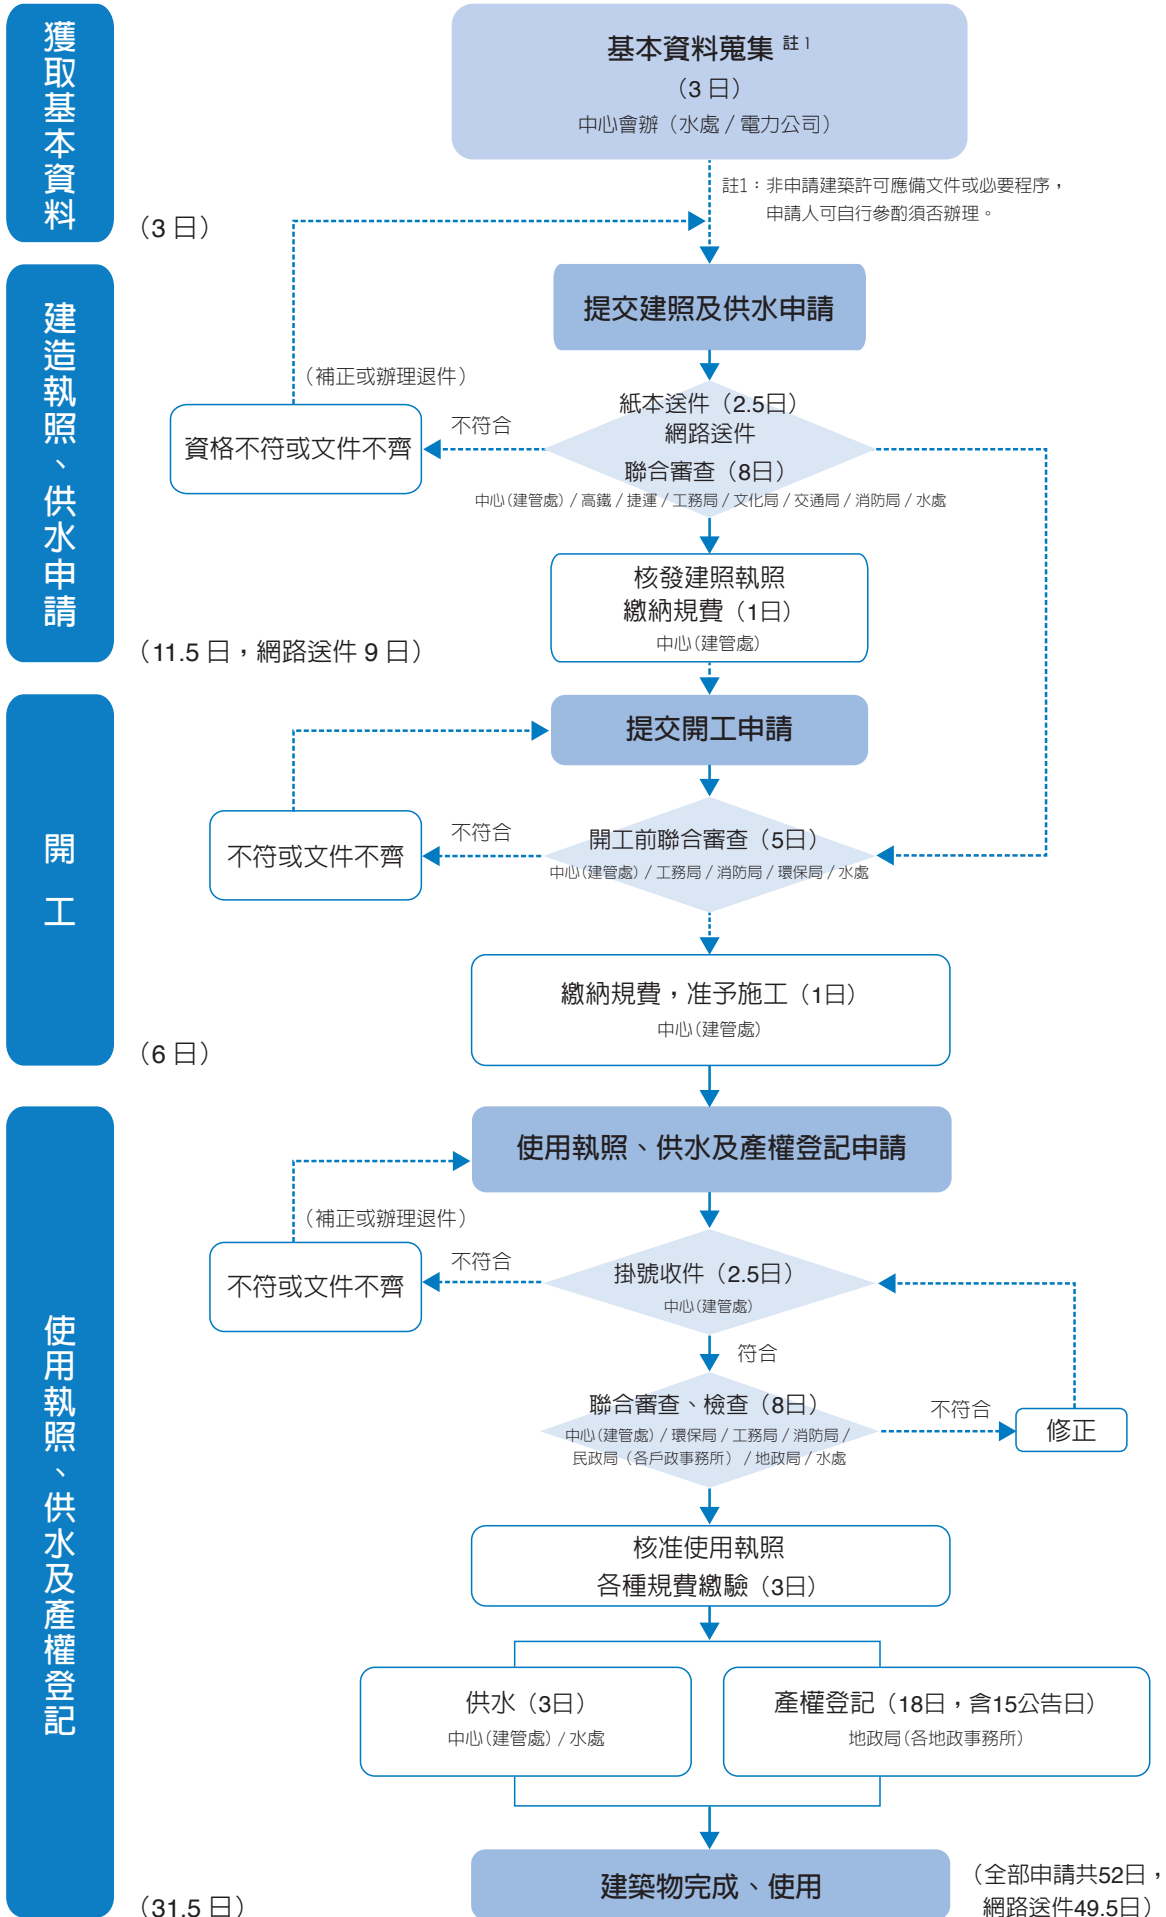 獲取基本資料
（3 日）
基本資料蒐集 註1
（3 日）
中心會辦（水處 / 電力公司）
註1：非申請建築許可應備文件或必要程序，
申請人可自行參酌須否辦理。
建造執照、供水申請
（11.5 日，網路送件 9 日）
提交建照及供水申請
（補正或辦理退件）
資格不符或文件不齊
不符合
紙本送件（2.5日）
網路送件
聯合審查（8日）
中心(建管處) / 高鐵 / 捷運 / 工務局 / 文化局 / 交通局 / 消防局 / 水處
核發建照執照
繳納規費（1日）
中心(建管處)
開工
（6 日）
提交開工申請
不符或文件不齊
不符合
開工前聯合審查（5日）
中心(建管處) / 工務局 / 消防局 / 環保局 / 水處
繳納規費，准予施工（1日）
中心(建管處)
使用執照、供水及產權登記
（31.5 日）
使用執照、供水及產權登記申請
（補正或辦理退件）
不符或文件不齊
不符合
掛號收件（2.5日）
中心(建管處)
符合
聯合審查、檢查（8日）
中心(建管處) / 環保局 / 工務局 / 消防局 /
民政局（各戶政事務所） / 地政局 / 水處
不符合
修正
核准使用執照
各種規費繳驗（3日）
供水（3日）
中心(建管處) / 水處
產權登記（18日，含15公告日）
地政局(各地政事務所)
建築物完成、使用
（全部申請共52日，
網路送件49.5日）